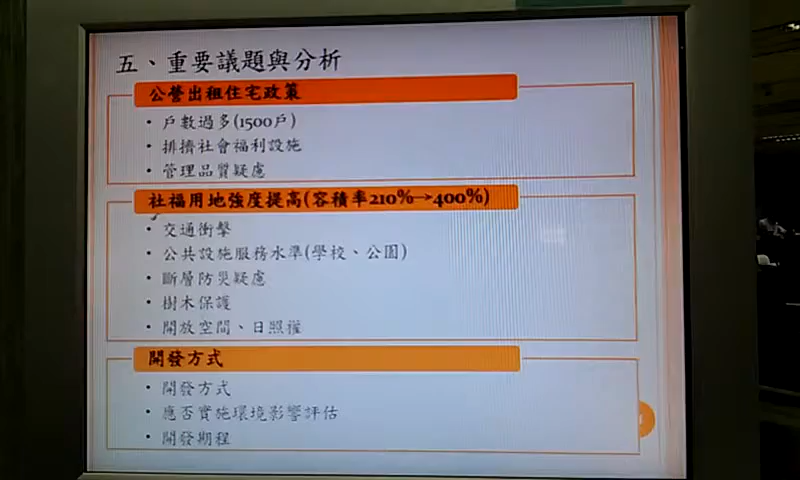 五、重要議題與分析
公營出租住宅政策
• 戶數過多(1500戶)
• 排擠社會福利設施
• 管理品質疑慮
社福用地強度提高(容積率210%→400%)
• 交通衝擊
• 公共設施服務水準(學校、公園)
• 斷層防災疑慮
• 樹木保護
• 開放空間、日照權
開發方式
• 開發方式
• 應否實施環境影響評估
• 開發期程